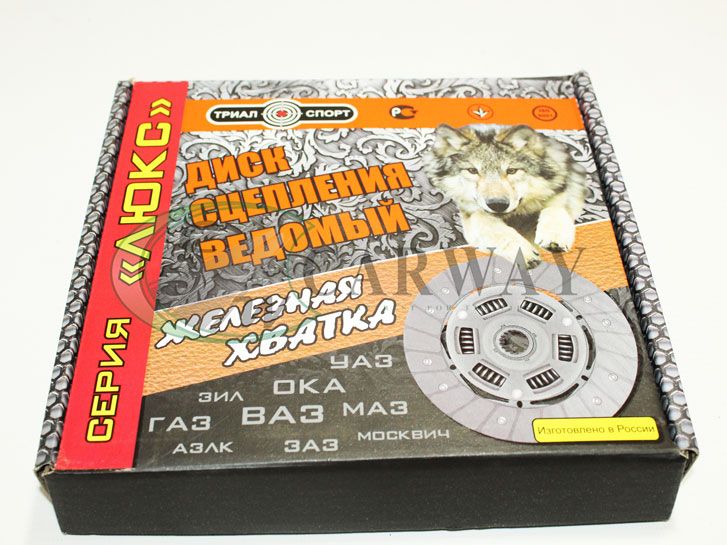 СЕРИЯ «ЛЮКС»
ТРИАЛ СПОРТ
ДИСК
СЦЕПЛЕНИЯ
ВЕДОМЫЙ
CARWAY
ЖЕЛЕЗНАЯ
ХВАТКА
УАЗ
ЗИЛ ОКА
ГАЗ ВАЗ МАЗ
АЗЛК ЗАЗ МОСКВИЧ
Изготовлено в России